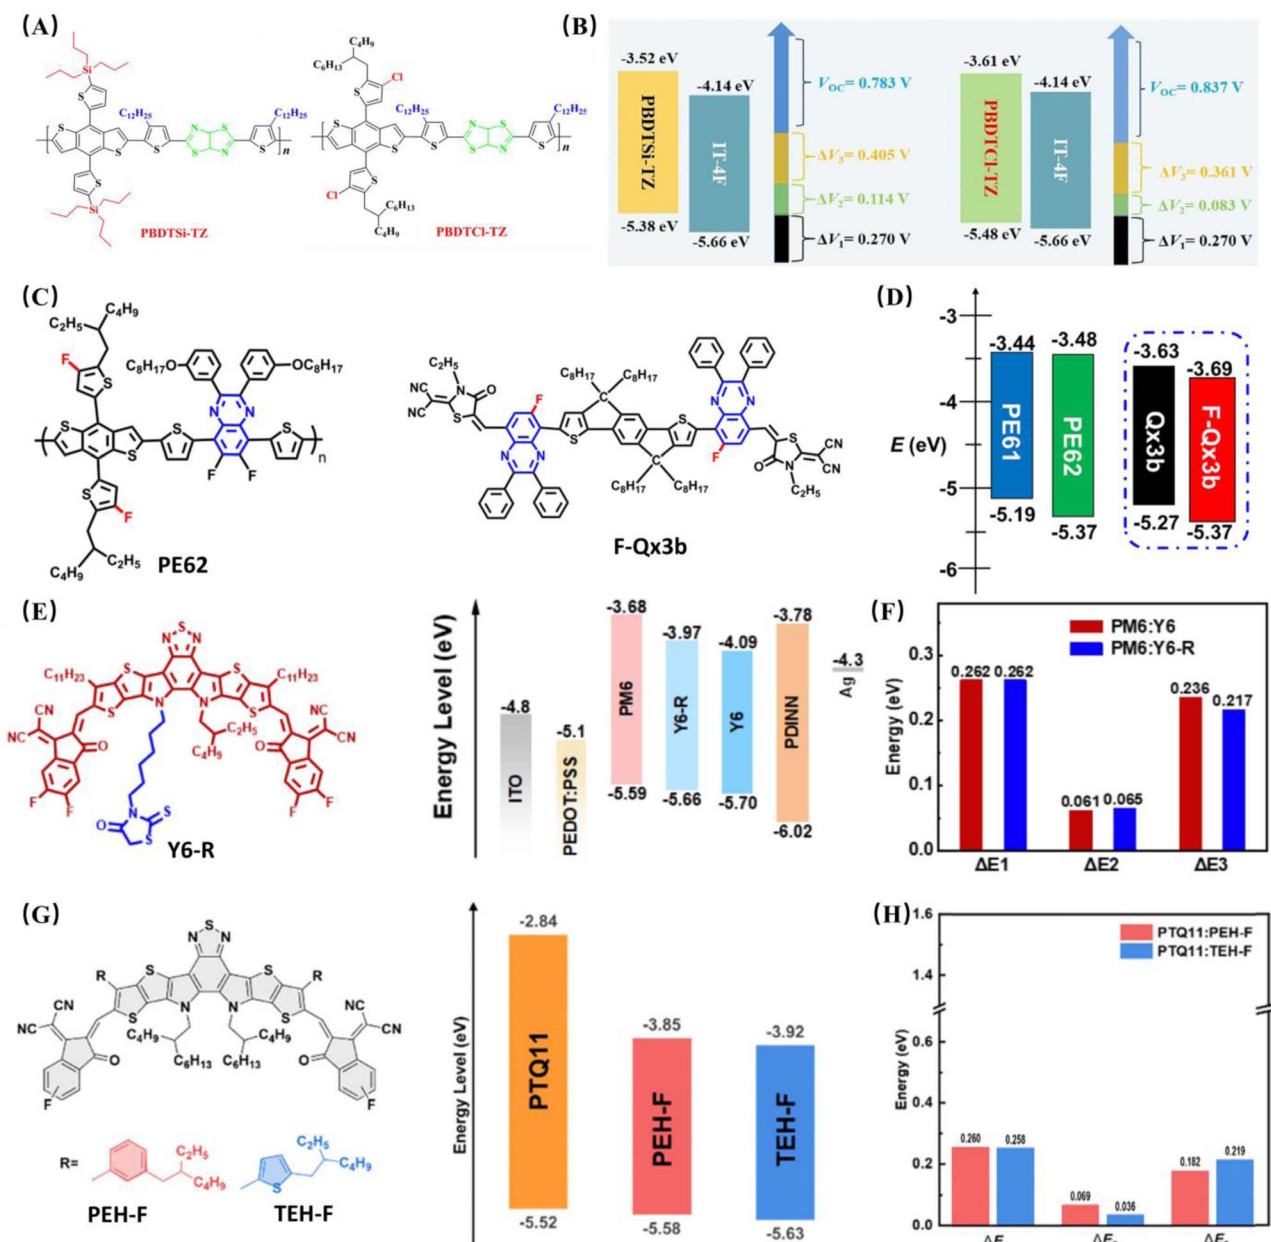 (A)
Si
S
S
C₁₂H₂₅
N
S
C₁₂H₂₅
S
S
S
S
N
N
S
n
S
Si
PBDTSi-TZ
C₄H₉
C₆H₁₃
Cl
S
S
C₁₂H₂₅
N
S
C₁₂H₂₅
S
S
S
S
N
N
S
n
Cl
S
C₆H₁₃
C₄H₉
PBDTCl-TZ
(B)
-3.52 eV
PBDTSi-TZ
-5.38 eV
-4.14 eV
IT-4F
-5.66 eV
VOC= 0.783 V
ΔV₃= 0.405 V
ΔV₂= 0.114 V
ΔV₁= 0.270 V
-3.61 eV
PBDTCl-TZ
-5.48 eV
-4.14 eV
IT-4F
-5.66 eV
VOC= 0.837 V
ΔV₃= 0.361 V
ΔV₂= 0.083 V
ΔV₁= 0.270 V
(C)
C₄H₉
C₂H₅
F
S
C₈H₁₇O
OC₈H₁₇
N
N
S
S
S
S
n
F
F
S
F
C₂H₅
C₄H₉
PE62
C₂H₅
N
O
NC
CN
S
F
N
N
C₈H₁₇
C₈H₁₇
C
S
S
C
C₈H₁₇
C₈H₁₇
N
N
F
S
CN
CN
O
N
C₂H₅
F-Qx3b
(D)
E (eV)
-3
-4
-5
-6
-3.44
PE61
-5.19
-3.48
PE62
-5.37
-3.63
Qx3b
-5.27
-3.69
F-Qx3b
-5.37
(E)
S
N
N
C₁₁H₂₃
S
S
C₁₁H₂₃
NC
CN
S
N
N
S
NC
CN
O
C₂H₅
C₄H₉
O
F
F
F
F
N
S
O
S
Y6-R
Energy Level (eV)
-4.8
ITO
-5.1
PEDOT:PSS
-3.68
PM6
-5.59
-3.97
Y6-R
-5.66
-4.09
Y6
-5.70
-3.78
PDINN
-6.02
-4.3
Ag
(F)
Energy (eV)
0.3
0.2
0.1
0.0
PM6:Y6
PM6:Y6-R
0.262
0.262
0.061
0.065
0.236
0.217
ΔE1
ΔE2
ΔE3
(G)
S
N
N
R
S
S
R
NC
CN
S
N
N
S
CN
NC
O
C₄H₉
C₄H₉
C₆H₁₃
C₆H₁₃
O
F
F
R=
C₂H₅
C₄H₉
C₂H₅
C₄H₉
S
PEH-F
TEH-F
Energy Level (eV)
-2.84
PTQ11
-5.52
-3.85
PEH-F
-5.58
-3.92
TEH-F
-5.63
(H)
Energy (eV)
1.6
1.4
0.6
0.4
0.2
0.0
PTQ11:PEH-F
PTQ11:TEH-F
0.260
0.258
0.069
0.036
0.182
0.219